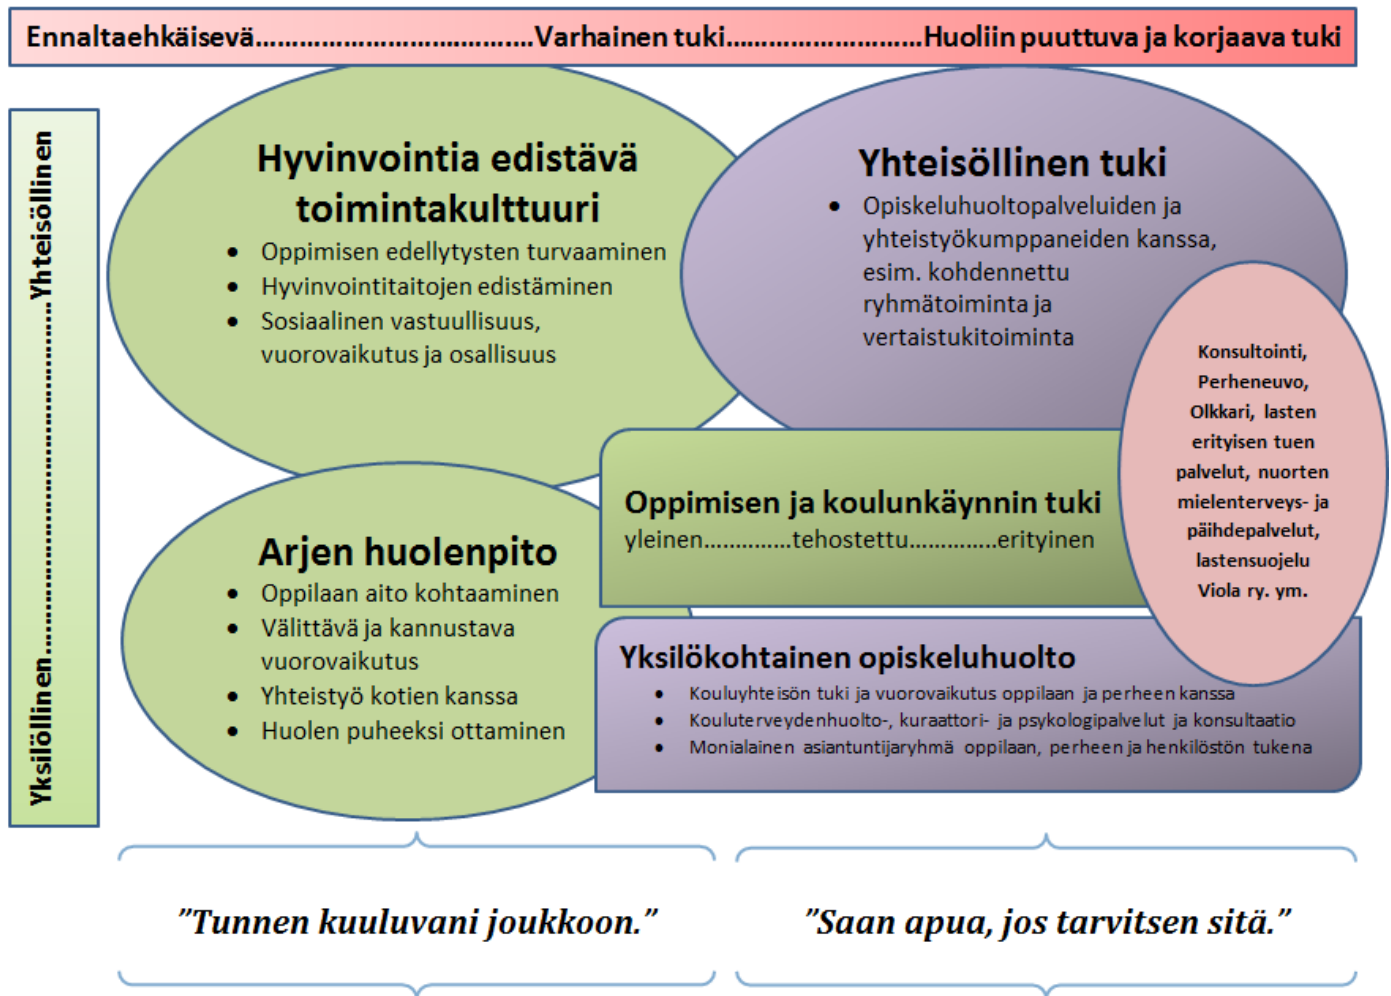 Ennaltaehkäisevä................................Varhainen tuki......................Huoliin puuttuva ja korjaava tuki
Yksilöllinen................................................Yhteisöllinen
Hyvinvointia edistävä
toimintakulttuuri
• Oppimisen edellytysten turvaaminen
• Hyvinvointitaitojen edistäminen
• Sosiaalinen vastuullisuus,
vuorovaikutus ja osallisuus
Yhteisöllinen tuki
• Opiskeluhuoltopalveluiden ja
yhteistyökumppaneiden kanssa,
esim. kohdennettu
ryhmätoiminta ja
vertaistukitoiminta
Konsultointi,
Perheneuvo,
Olkkari, lasten
erityisen tuen
palvelut, nuorten
mielenterveys- ja
päihdepalvelut,
lastensuojelu
Viola ry. ym.
Oppimisen ja koulunkäynnin tuki
yleinen.............tehostettu.............erityinen
Arjen huolenpito
• Oppilaan aito kohtaaminen
• Välittävä ja kannustava
vuorovaikutus
• Yhteistyö kotien kanssa
• Huolen puheeksi ottaminen
Yksilökohtainen opiskeluhuolto
• Kouluyhteisön tuki ja vuorovaikutus oppilaan ja perheen kanssa
• Kouluterveydenhuolto-, kuraattori- ja psykologipalvelut ja konsultaatio
• Monialainen asiantuntijaryhmä oppilaan, perheen ja henkilöstön tukena
”Tunnen kuuluvani joukkoon.”
”Saan apua, jos tarvitsen sitä.”